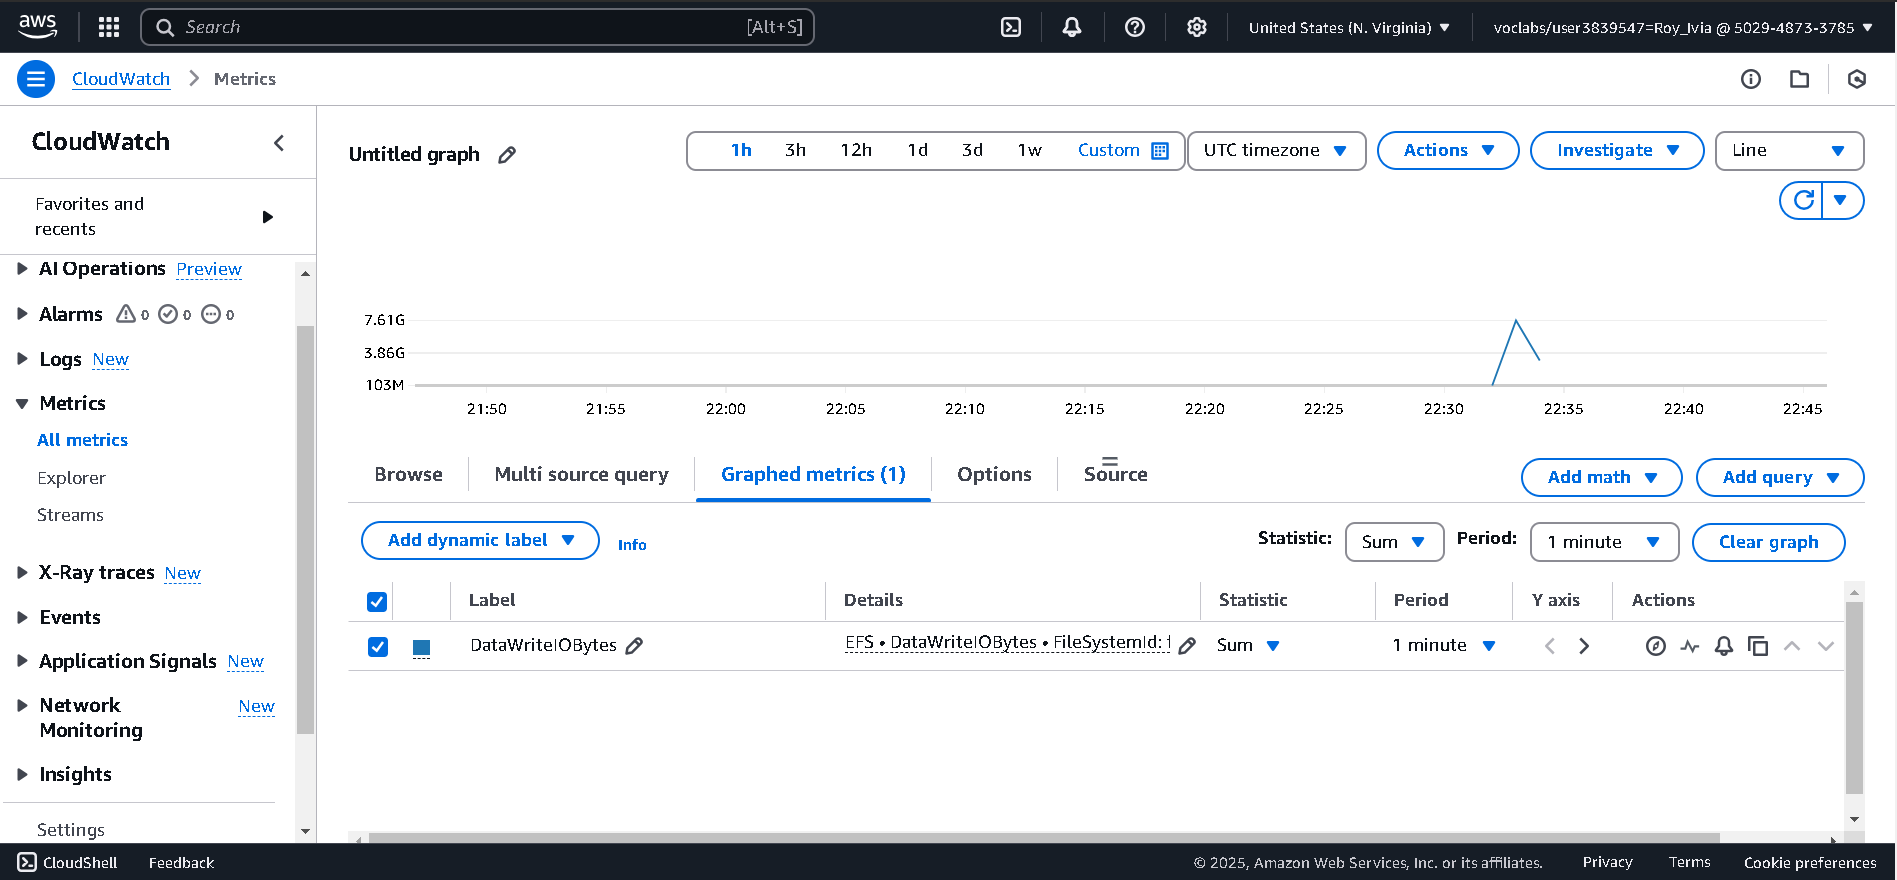 aws
Search
[Alt+S]
United States (N. Virginia)
voclabs/user3839547=Roy_Ivia @ 5029-4873-3785
CloudWatch
Metrics
CloudWatch
Favorites and
recents
AI Operations Preview
Alarms 0 0 0
Logs New
Metrics
All metrics
Explorer
Streams
X-Ray traces New
Events
Application Signals New
Network New
Monitoring
Insights
Settings
Untitled graph
1h 3h 12h 1d 3d 1w Custom
UTC timezone
Actions
Investigate
Line
7.61G
3.86G
103M
21:50 21:55 22:00 22:05 22:10 22:15 22:20 22:25 22:30 22:35 22:40 22:45
Browse
Multi source query
Graphed metrics (1)
Options
Source
Add math
Add query
Add dynamic label
Info
Statistic: Sum
Period: 1 minute
Clear graph
Label Details Statistic Period Y axis Actions
DataWriteIOBytes EFS • DataWriteIOBytes • FileSystemId: Sum 1 minute
CloudShell
Feedback
© 2025, Amazon Web Services, Inc. or its affiliates.
Privacy
Terms
Cookie preferences